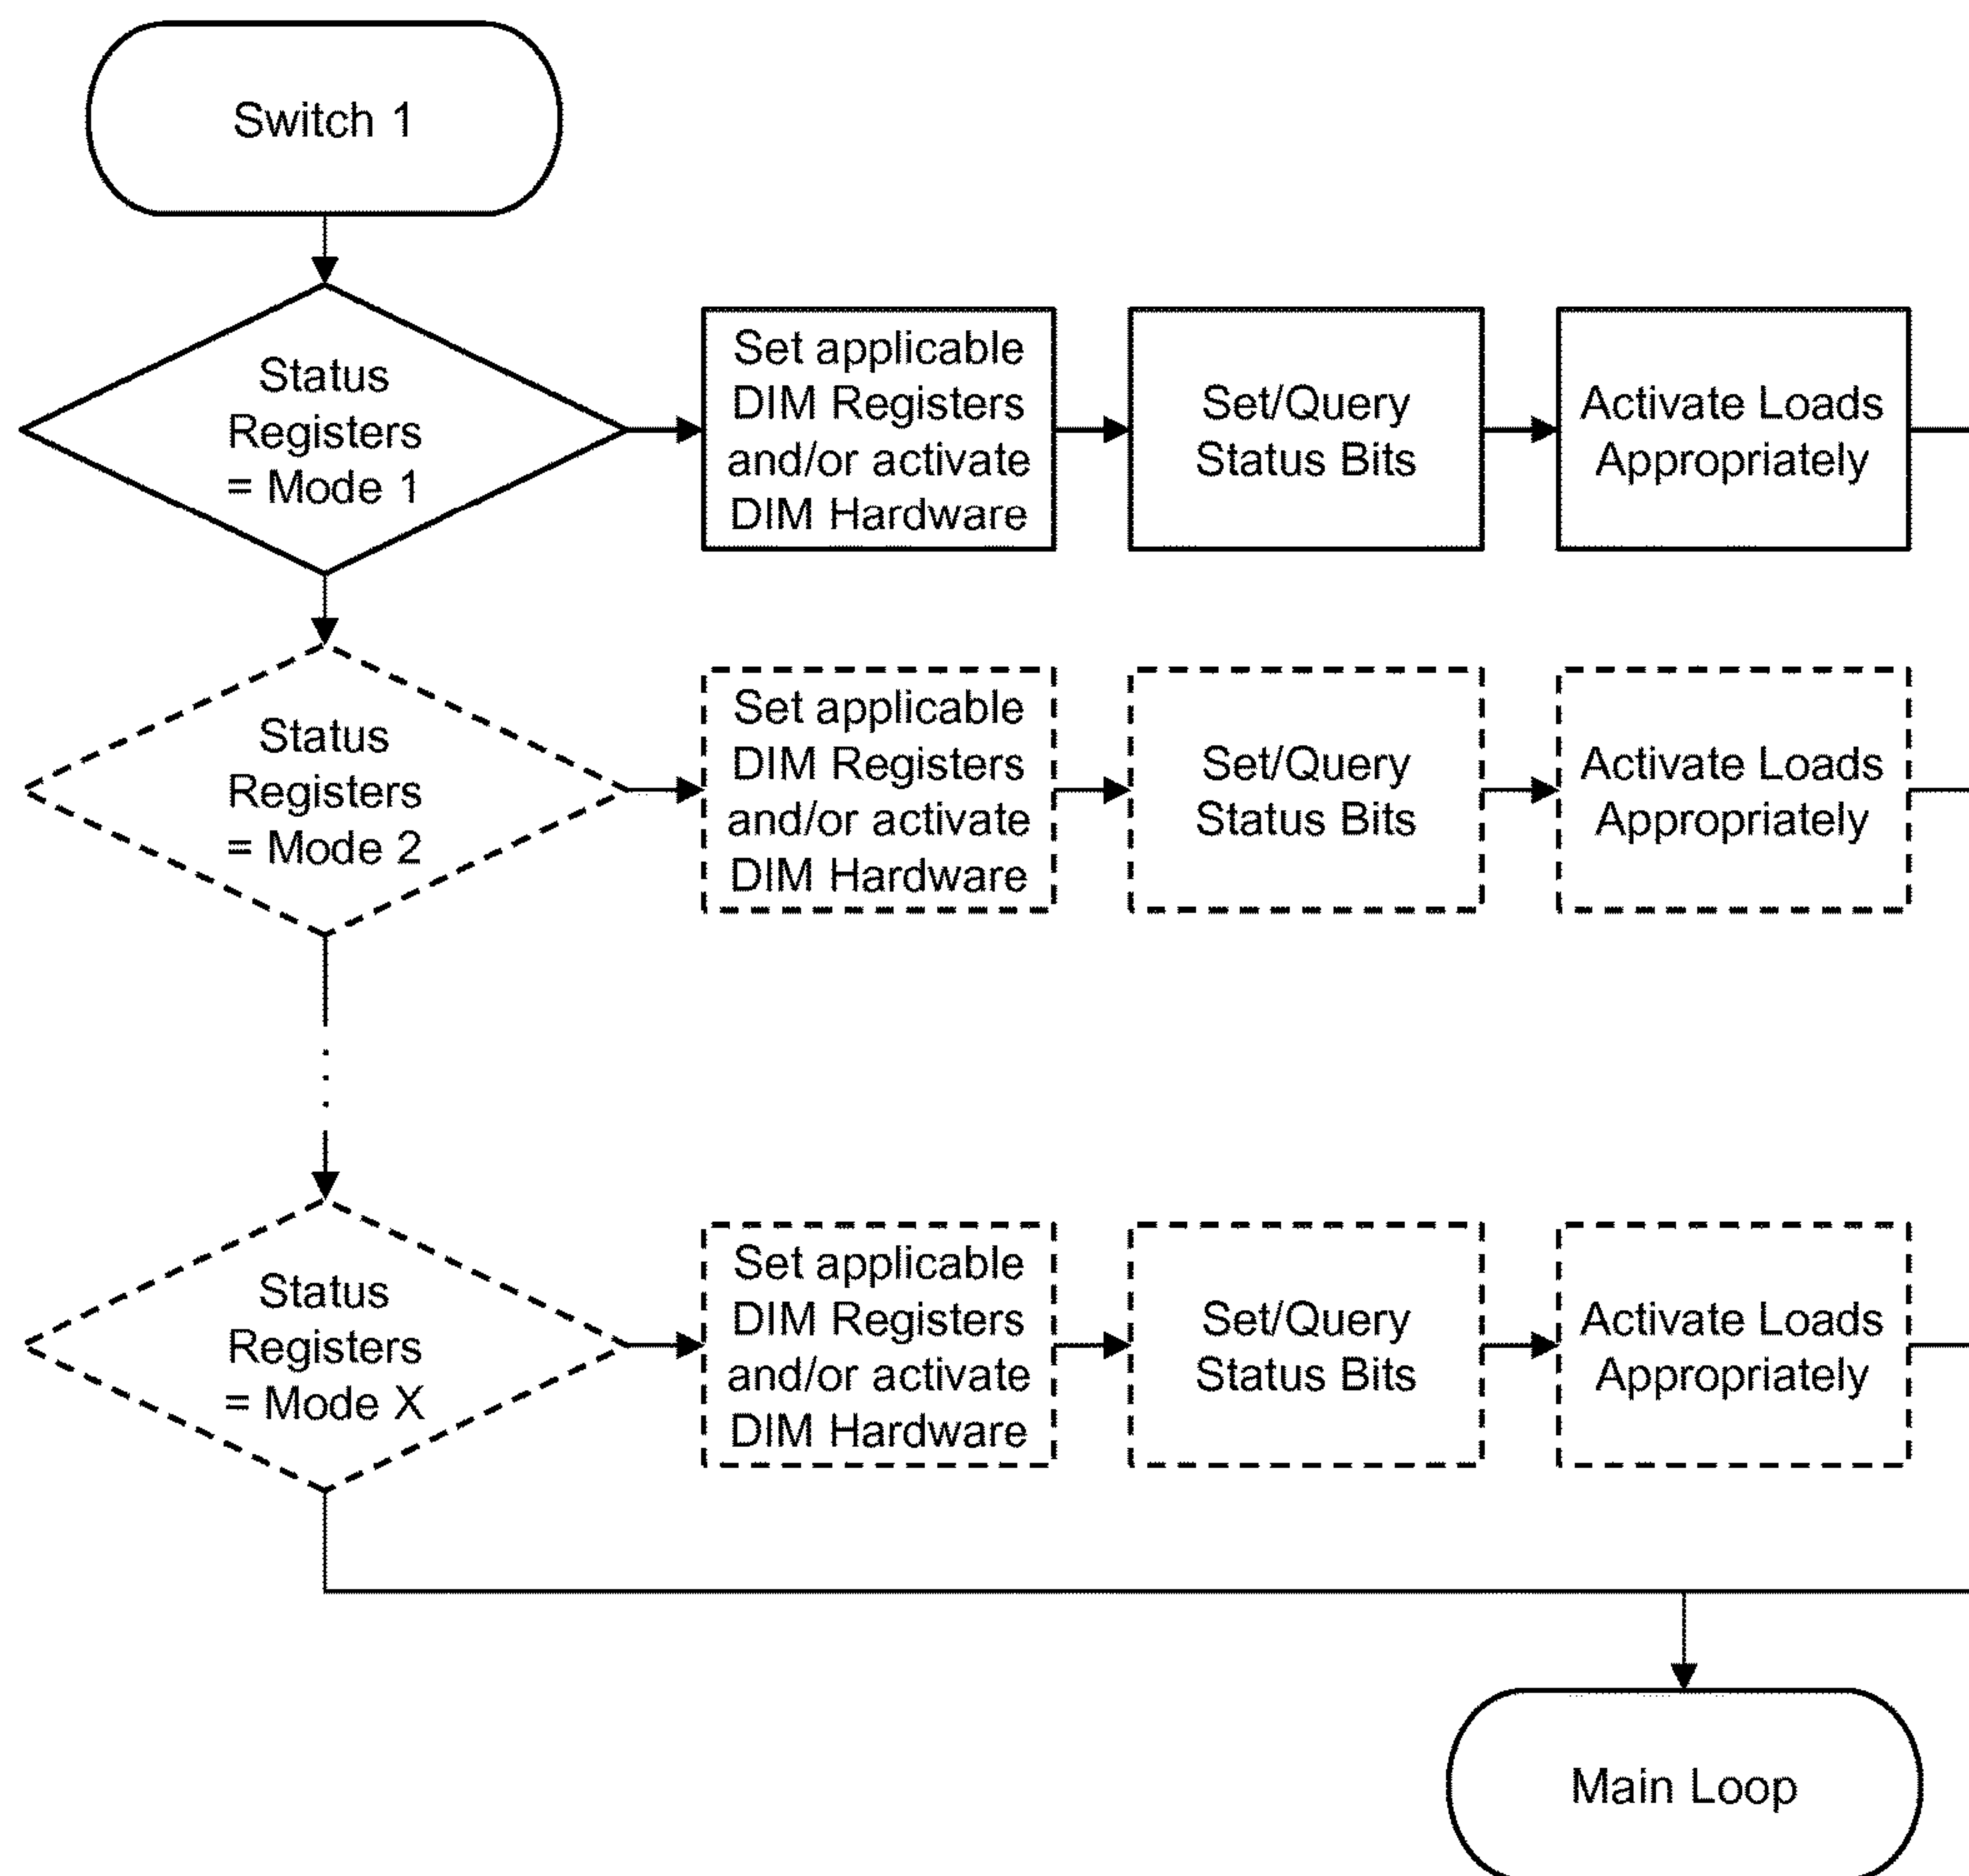 Switch 1
Status
Registers
= Mode 1
Set applicable
DIM Registers
and/or activate
DIM Hardware
Set/Query
Status Bits
Activate Loads
Appropriately
Status
Registers
= Mode 2
Set applicable
DIM Registers
and/or activate
DIM Hardware
Set/Query
Status Bits
Activate Loads
Appropriately
Status
Registers
= Mode X
Set applicable
DIM Registers
and/or activate
DIM Hardware
Set/Query
Status Bits
Activate Loads
Appropriately
Main Loop